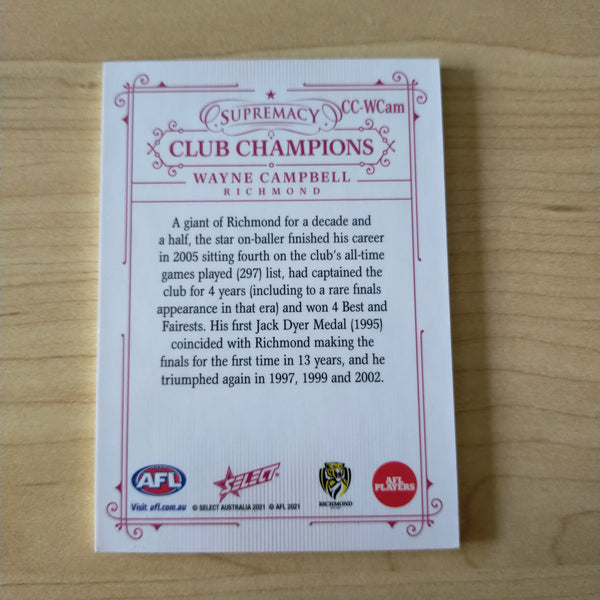 SUPREMACY
CC-WCam
CLUB CHAMPIONS
WAYNE CAMPBELL
RICHMOND
A giant of Richmond for a decade and
a half, the star on-baller finished his career
in 2005 sitting fourth on the club's all-time
games played (297) list, had captained the
club for 4 years (including to a rare finals
appearance in that era) and won 4 Best and
Fairests. His first Jack Dyer Medal (1995)
coincided with Richmond making the
finals for the first time in 13 years, and he
triumphed again in 1997, 1999 and 2002.
AFL
SELECT
RICHMOND
AFL
PLAYERS
Visit afl.com.au © SELECT AUSTRALIA 2021 © AFL 2021